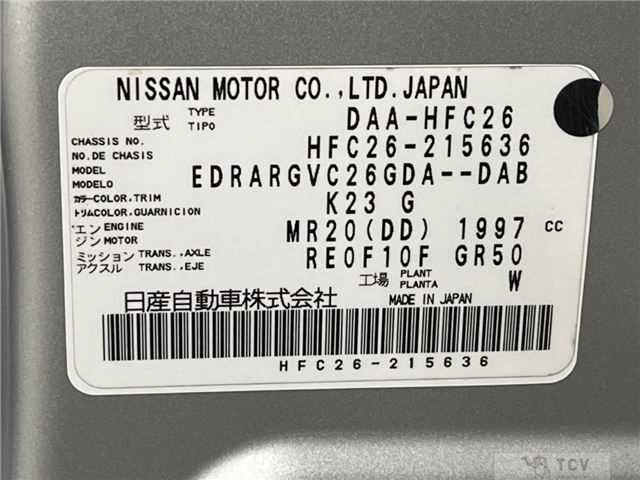 NISSAN MOTOR CO.,LTD.JAPAN
型式 TYPE TIPO DAA-HFC26
CHASSIS NO. NO.DE CHASIS HFC26-215636
MODEL MODELO EDRARGVC26GDA--DAB
カラーCOLOR,TRIM トリムCOLOR,GUARNICION K23 G
エンジン ENGINE MOTOR MR20(DD) 1997 CC
ミッション アクスル TRANS.,AXLE TRANS.,EJE RE0F10F GR50
工場 PLANT PLANTA W
日産自動車株式会社 MADE IN JAPAN
HFC26-215636
TCV